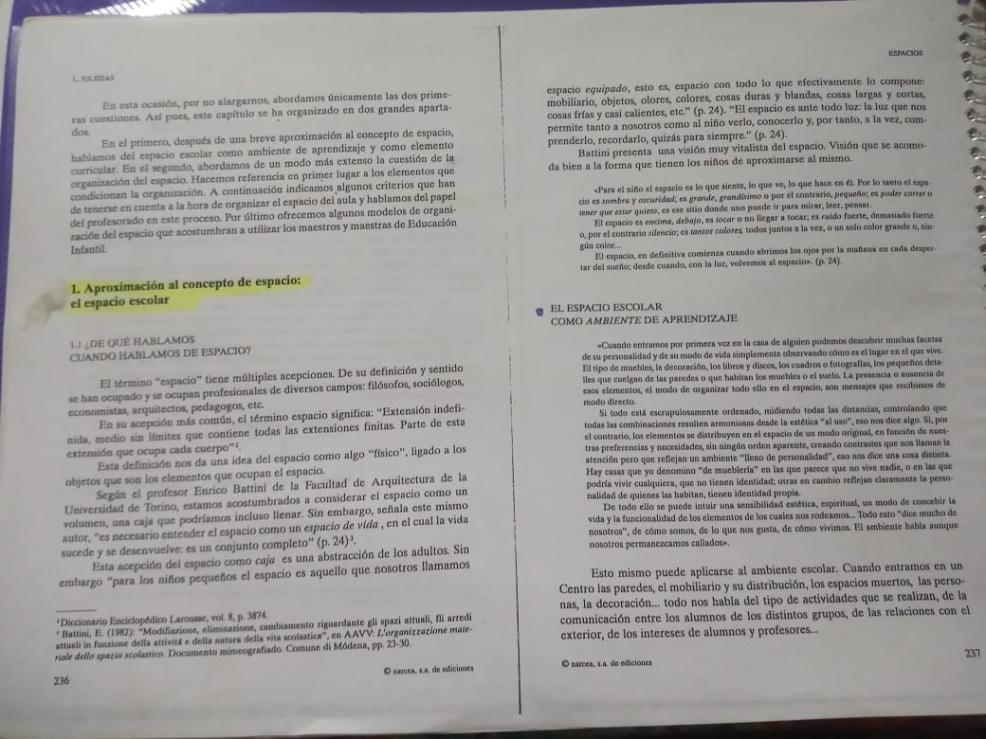 L. IGLESIAS
En esta ocasión, por no alargarnos, abordamos únicamente las dos prime-
ras cuestiones. Así pues, este capítulo se ha organizado en dos grandes aparta-
dos.
En el primero, después de una breve aproximación al concepto de espacio,
hablamos del espacio escolar como ambiente de aprendizaje y como elemento
curricular. En el segundo, abordamos de un modo más extenso la cuestión de la
organización del espacio. Hacemos referencia en primer lugar a los elementos que
condicionan la organización. A continuación indicamos algunos criterios que han
de tenerse en cuenta a la hora de organizar el espacio del aula y hablamos del papel
del profesorado en este proceso. Por último ofrecemos algunos modelos de organi-
zación del espacio que acostumbran a utilizar los maestros y maestras de Educación
Infantil.
1. Aproximación al concepto de espacio:
el espacio escolar
1.1 ¿DE QUÉ HABLAMOS
CUANDO HABLAMOS DE ESPACIO?
El término “espacio” tiene múltiples acepciones. De su definición y sentido
se han ocupado y se ocupan profesionales de diversos campos: filósofos, sociólogos,
economistas, arquitectos, pedagogos, etc.
En su acepción más común, el término espacio significa: “Extensión indefi-
nida, medio sin límites que contiene todas las extensiones finitas. Parte de esta
extensión que ocupa cada cuerpo”¹.
Esta definición nos da una idea del espacio como algo “físico”, ligado a los
objetos que son los elementos que ocupan el espacio.
Según el profesor Enrico Battini de la Facultad de Arquitectura de la
Universidad de Torino, estamos acostumbrados a considerar el espacio como un
volumen, una caja que podríamos incluso llenar. Sin embargo, señala este mismo
autor, “es necesario entender el espacio como un espacio de vida , en el cual la vida
sucede y se desenvuelve: es un conjunto completo” (p. 24)³.
Esta acepción del espacio como caja es una abstracción de los adultos. Sin
embargo “para los niños pequeños el espacio es aquello que nosotros llamamos
¹ Diccionario Enciclopédico Larousse, vol. 8, p. 3874.
³ Battini, E. (1982): “Modifiazione, eliminazione, cambiamento riguardante gli spazi attuali, fli arredi
attuali in funzione della attivitá e della natura della vita scolastica”, en AAVV: L'organizzazione mate-
riale dello spazio scolastico. Documento mimeografiado. Comune di Módena, pp. 23-30.
© narcea, s.a. de ediciones
236
ESPACIOS
espacio equipado, esto es, espacio con todo lo que efectivamente lo compone:
mobiliario, objetos, olores, colores, cosas duras y blandas, cosas largas y cortas,
cosas frías y casi calientes, etc.” (p. 24). “El espacio es ante todo luz: la luz que nos
permite tanto a nosotros como al niño verlo, conocerlo y, por tanto, a la vez, com-
prenderlo, recordarlo, quizás para siempre.” (p. 24).
Battini presenta una visión muy vitalista del espacio. Visión que se acomo-
da bien a la forma que tienen los niños de aproximarse al mismo.
«Para el niño el espacio es lo que siente, lo que ve, lo que hace en él. Por lo tanto el espa-
cio es sombra y oscuridad; es grande, grandísimo o por el contrario, pequeño; es poder correr o
tener que estar quieto, es ese sitio donde uno puede ir para mirar, leer, pensar.
El espacio es encima, debajo, es tocar o no llegar a tocar; es ruido fuerte, demasiado fuerte
o, por el contrario silencio; es tantos colores, todos juntos a la vez, o un solo color grande o, nin-
gún color...
El espacio, en definitiva comienza cuando abrimos los ojos por la mañana en cada desper-
tar del sueño; desde cuando, con la luz, volvemos al espacio». (p. 24).
EL ESPACIO ESCOLAR
COMO AMBIENTE DE APRENDIZAJE
«Cuando entramos por primera vez en la casa de alguien podemos descubrir muchas facetas
de su personalidad y de su modo de vida simplemente observando cómo es el lugar en el que vive.
El tipo de muebles, la decoración, los libros y discos, los cuadros o fotografías, los pequeños deta-
lles que cuelgan de las paredes o que habitan los muebles o el suelo. La presencia o ausencia de
esos elementos, el modo de organizar todo ello en el espacio, son mensajes que recibimos de
modo directo.
Si todo está escrupulosamente ordenado, midiendo todas las distancias, controlando que
todas las combinaciones resulten armoniosas desde la estética “al uso”, eso nos dice algo. Si, por
el contrario, los elementos se distribuyen en el espacio de un modo original, en función de nues-
tras preferencias y necesidades, sin ningún orden aparente, creando contrastes que nos llaman la
atención pero que reflejan un ambiente “lleno de personalidad”, eso nos dice una cosa distinta.
Hay casas que yo denomino “de mueblería” en las que parece que no vive nadie, o en las que
podría vivir cualquiera, que no tienen identidad; otras en cambio reflejan claramente la perso-
nalidad de quienes las habitan, tienen identidad propia.
De todo ello se puede intuir una sensibilidad estética, espiritual, un modo de concebir la
vida y la funcionalidad de los elementos de los cuales nos rodeamos... Todo esto “dice mucho de
nosotros”, de cómo somos, de lo que nos gusta, de cómo vivimos. El ambiente habla aunque
nosotros permanezcamos callados».
Esto mismo puede aplicarse al ambiente escolar. Cuando entramos en un
Centro las paredes, el mobiliario y su distribución, los espacios muertos, las perso-
nas, la decoración... todo nos habla del tipo de actividades que se realizan, de la
comunicación entre los alumnos de los distintos grupos, de las relaciones con el
exterior, de los intereses de alumnos y profesores...
© narcea, s.a. de ediciones
237